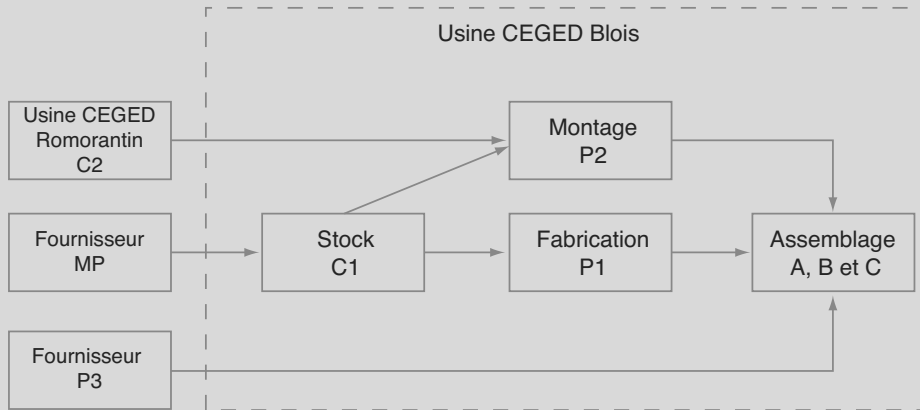 Usine CEGED Blois
Usine CEGED
Romorantin
C2
Montage
P2
Fournisseur
MP
Stock
C1
Fabrication
P1
Assemblage
A, B et C
Fournisseur
P3